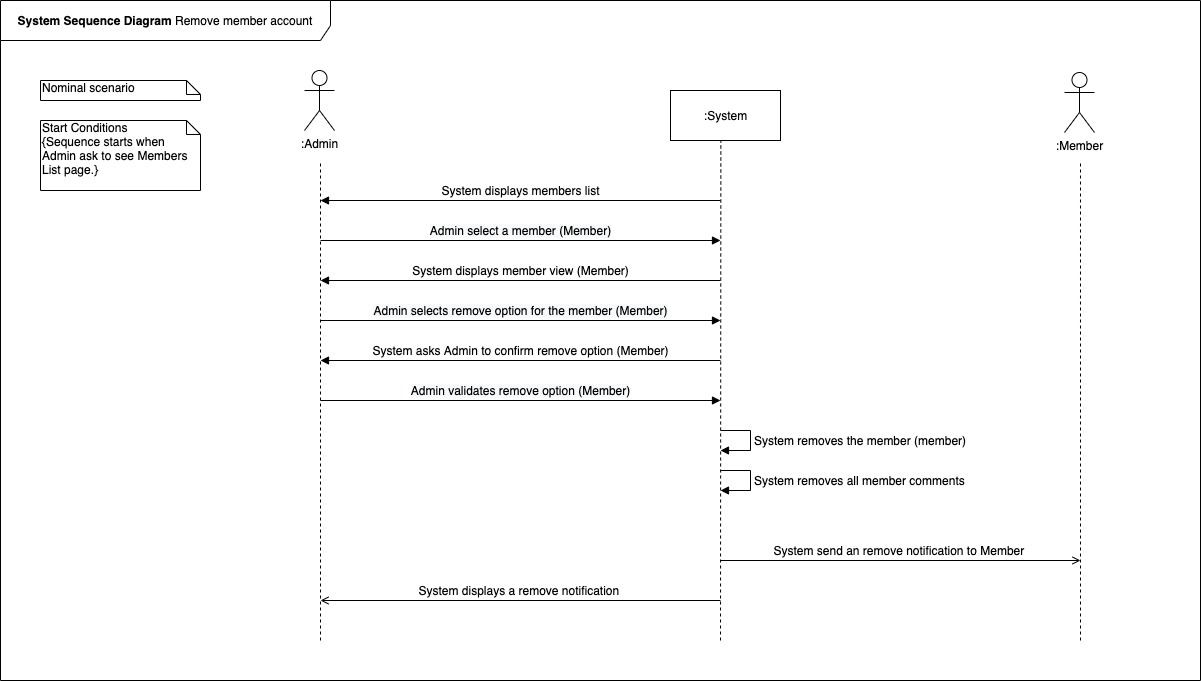 System Sequence Diagram Remove member account
Nominal scenario
Start Conditions
{Sequence starts when
Admin ask to see Members
List page.}
:Admin
:System
:Member
System displays members list
Admin select a member (Member)
System displays member view (Member)
Admin selects remove option for the member (Member)
System asks Admin to confirm remove option (Member)
Admin validates remove option (Member)
System removes the member (member)
System removes all member comments
System send an remove notification to Member
System displays a remove notification